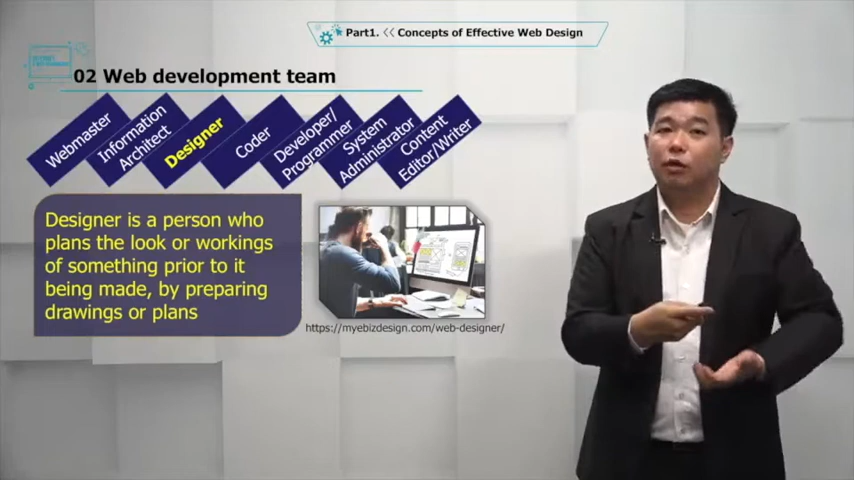 Part1. << Concepts of Effective Web Design
02 Web development team
Webmaster
Information
Architect
Designer
Coder
Developer/
Programmer
System
Administrator
Content
Editor/Writer
Designer is a person who
plans the look or workings
of something prior to it
being made, by preparing
drawings or plans
https://myebizdesign.com/web-designer/